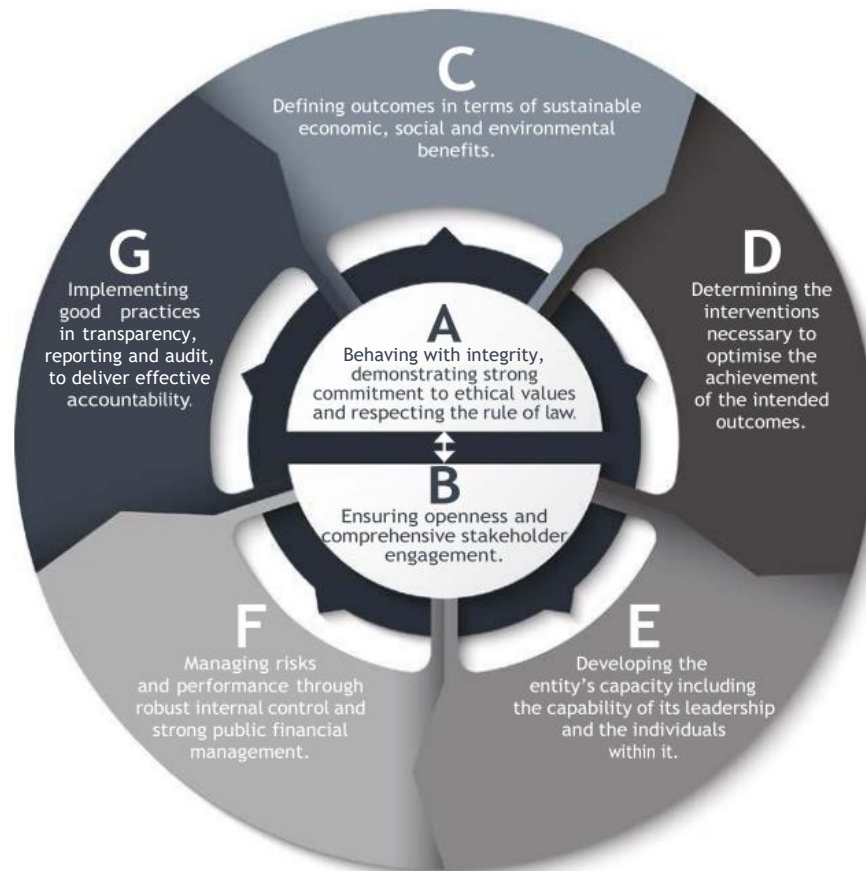 C
Defining outcomes in terms of sustainable
economic, social and environmental
benefits.
G
Implementing
good practices
in transparency,
reporting and audit,
to deliver effective
accountability.
A
Behaving with integrity,
demonstrating strong
commitment to ethical values
and respecting the rule of law.
D
Determining the
interventions
necessary to
optimise the
achievement
of the intended
outcomes.
B
Ensuring openness and
comprehensive stakeholder
engagement.
F
Managing risks
and performance through
robust internal control and
strong public financial
management.
E
Developing the
entity's capacity including
the capability of its leadership
and the individuals
within it.